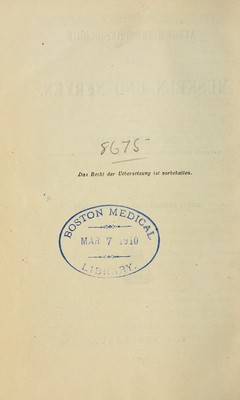 8675
Das Recht der Uebersetzung ist vorbehalten.
BOSTON MEDICAL
MAR 7 1910
LIBRARY.